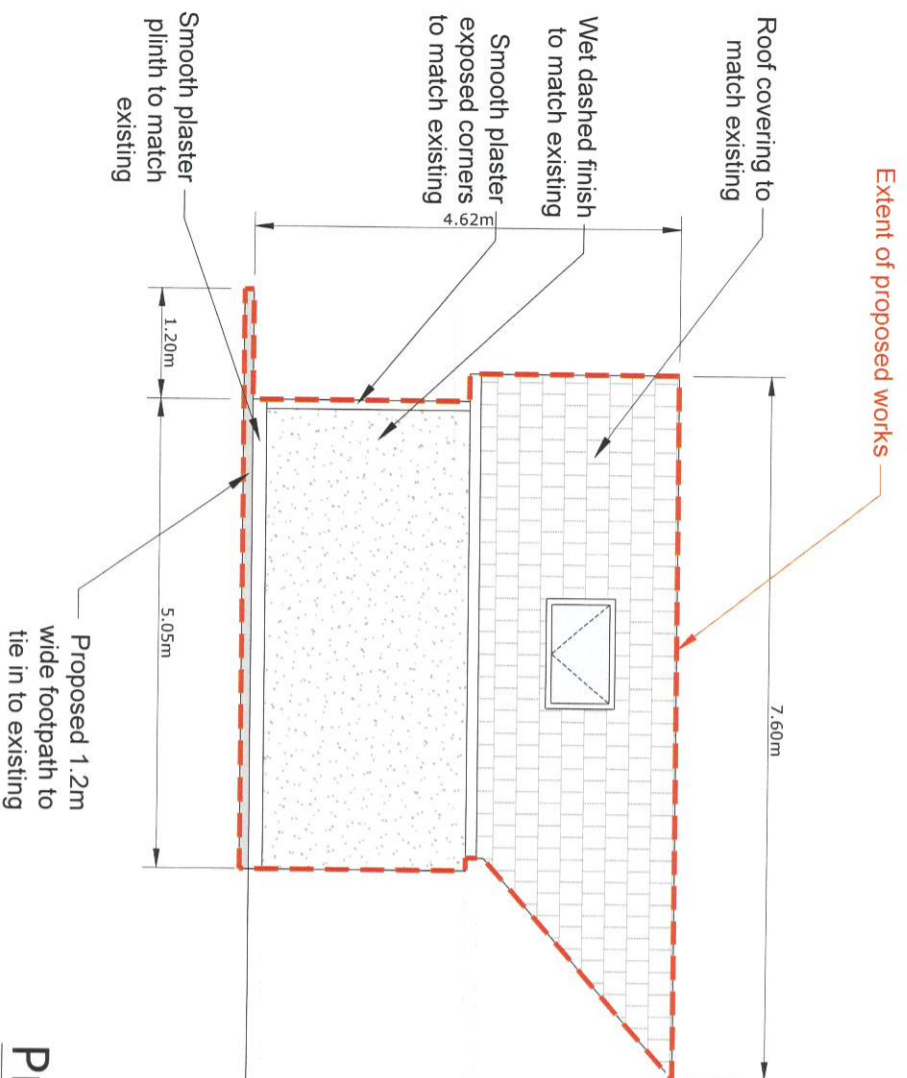 Extent of proposed works
Roof covering to
match existing
Wet dashed finish
to match existing
Smooth plaster
exposed corners
to match existing
Smooth plaster
plinth to match
existing
7.60m
4.62m
1.20m
5.05m
Proposed 1.2m
wide footpath to
tie in to existing